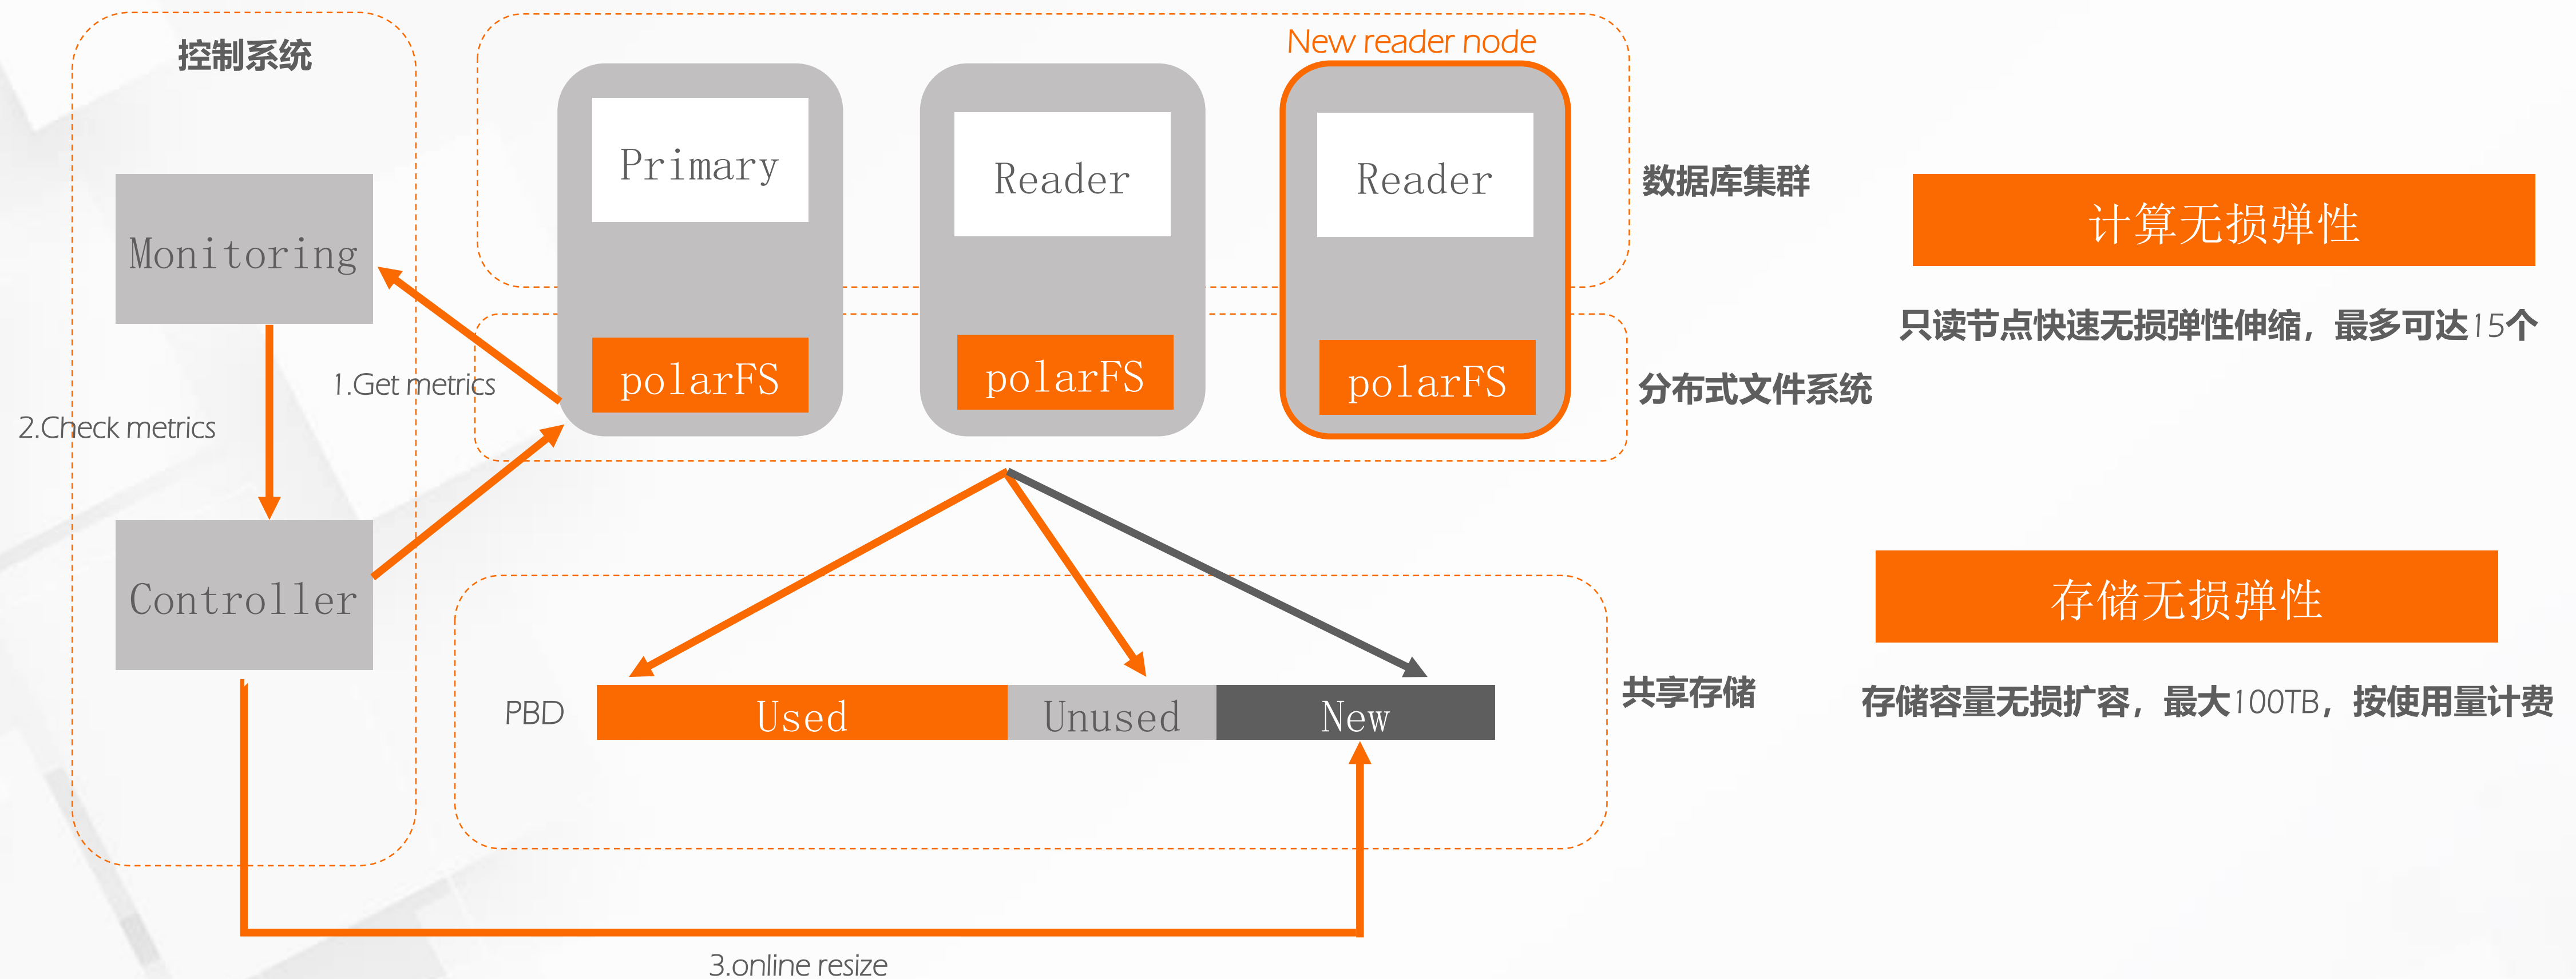 控制系统
New reader node
Primary
Reader
Reader
数据库集群
计算无损弹性
Monitoring
只读节点快速无损弹性伸缩，最多可达15个
polarFS
polarFS
polarFS
分布式文件系统
1.Get metrics
2.Check metrics
Controller
存储无损弹性
PBD
Used
Unused
New
共享存储
存储容量无损扩容，最大100TB，按使用量计费
3.online resize